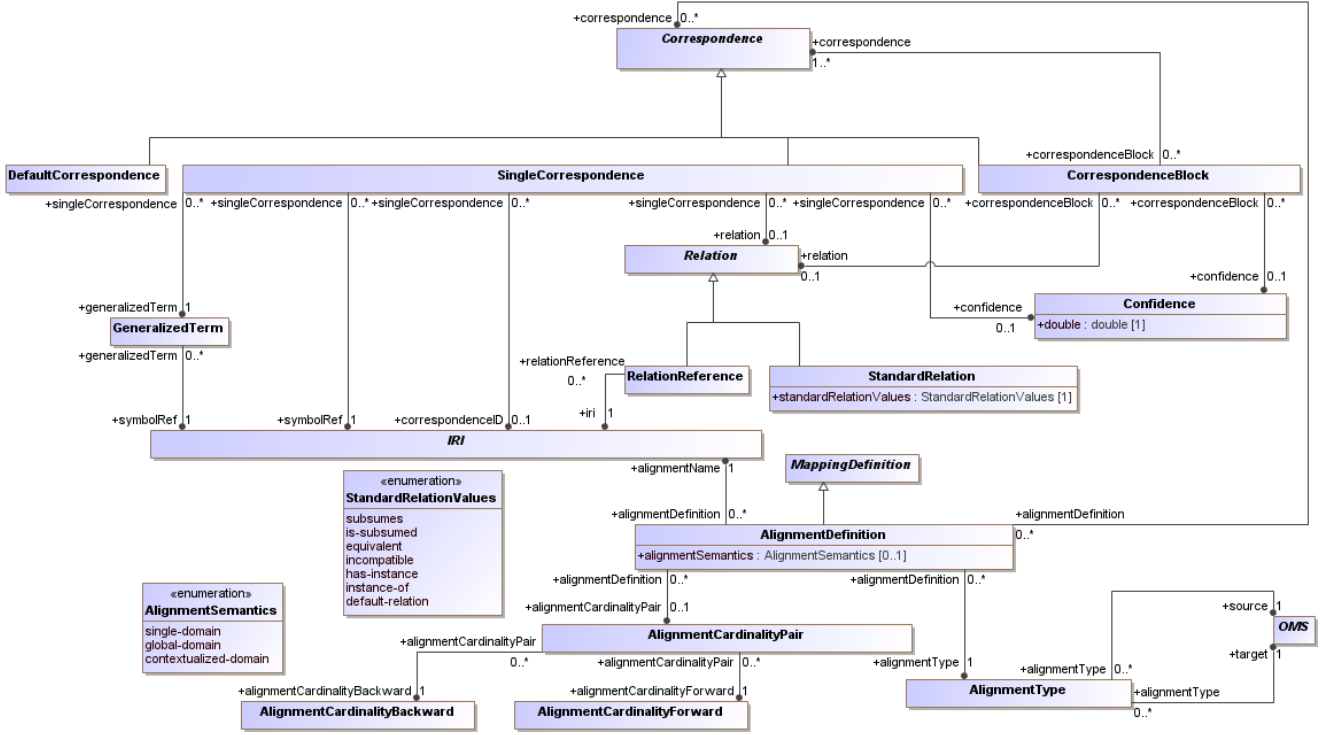 +correspondence 0..*
Correspondence
+correspondence
1..*
+correspondenceBlock 0..*
DefaultCorrespondence
SingleCorrespondence
CorrespondenceBlock
+singleCorrespondence 0..* +singleCorrespondence 0..* +singleCorrespondence 0..* +singleCorrespondence 0..* +singleCorrespondence 0..* +correspondenceBlock 0..* +correspondenceBlock 0..*
+relation 0..1
Relation
+relation
0..1
+confidence 0..1
+generalizedTerm 1
+confidence
0..1
Confidence
+double : double [1]
GeneralizedTerm
+generalizedTerm 0..*
+relationReference
0..*
RelationReference
StandardRelation
+standardRelationValues : StandardRelationValues [1]
+symbolRef 1
+symbolRef 1
+correspondenceID 0..1
+iri 1
IRI
+alignmentName 1
MappingDefinition
«enumeration»
StandardRelationValues
subsumes
is-subsumed
equivalent
incompatible
has-instance
instance-of
default-relation
+alignmentDefinition 0..*
+alignmentDefinition
0..*
AlignmentDefinition
+alignmentSemantics : AlignmentSemantics [0..1]
+alignmentDefinition 0..*
+alignmentDefinition 0..*
«enumeration»
AlignmentSemantics
single-domain
global-domain
contextualized-domain
+alignmentCardinalityPair 0..1
+source 1
OMS
+target 1
AlignmentCardinalityPair
+alignmentCardinalityPair
0..*
+alignmentCardinalityPair 0..*
+alignmentType 1
+alignmentType 0..*
AlignmentType
+alignmentType
0..*
+alignmentCardinalityBackward 1
+alignmentCardinalityForward 1
AlignmentCardinalityBackward
AlignmentCardinalityForward